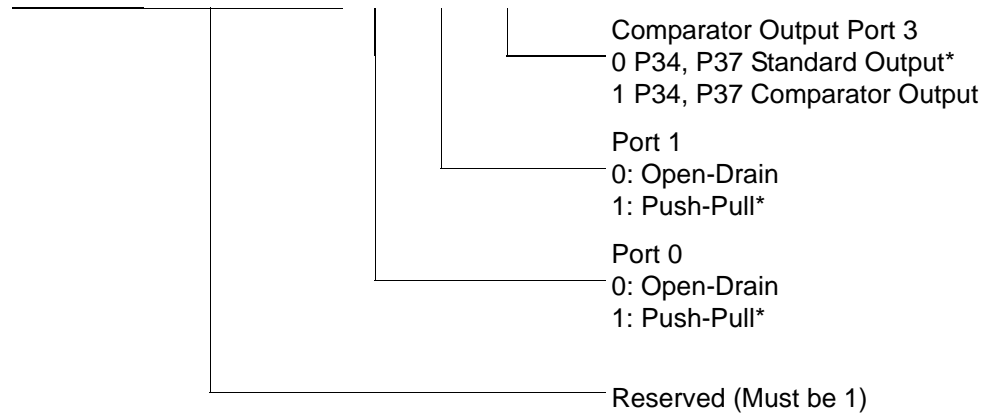 Comparator Output Port 3
0 P34, P37 Standard Output*
1 P34, P37 Comparator Output
Port 1
0: Open-Drain
1: Push-Pull*
Port 0
0: Open-Drain
1: Push-Pull*
Reserved (Must be 1)